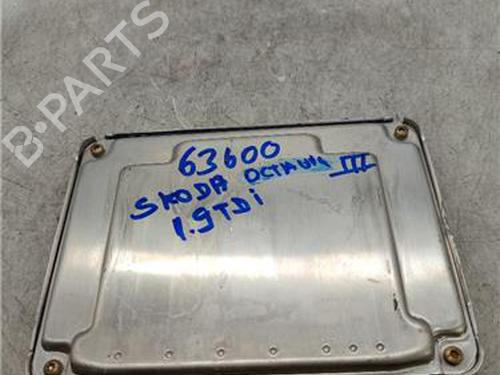 B-PARTS
63600
SKODA OCTAVIA III
1.9TDi